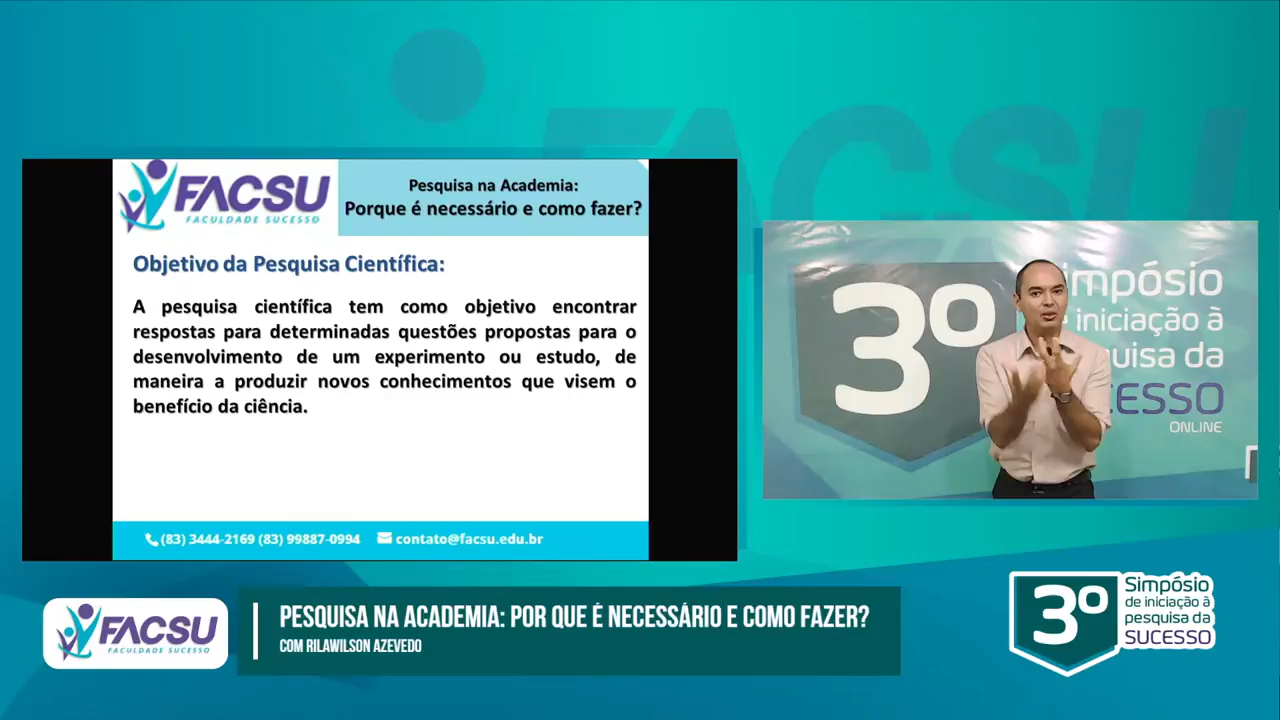 FACSU
FACSU
FACULDADE SUCESSO
Pesquisa na Academia:
Porque é necessário e como fazer?
Objetivo da Pesquisa Científica:
A pesquisa científica tem como objetivo encontrar
respostas para determinadas questões propostas para o
desenvolvimento de um experimento ou estudo, de
maneira a produzir novos conhecimentos que visem o
benefício da ciência.
(83) 3444-2169 (83) 99887-0994 contato@facsu.edu.br
3º
impósio
iniciação à
quisa da
CESSO
ONLINE
FACSU
FACULDADE SUCESSO
PESQUISA NA ACADEMIA: POR QUE É NECESSÁRIO E COMO FAZER?
COM RILAWILSON AZEVEDO
3º
Simpósio
de iniciação à
pesquisa da
SUCESSO